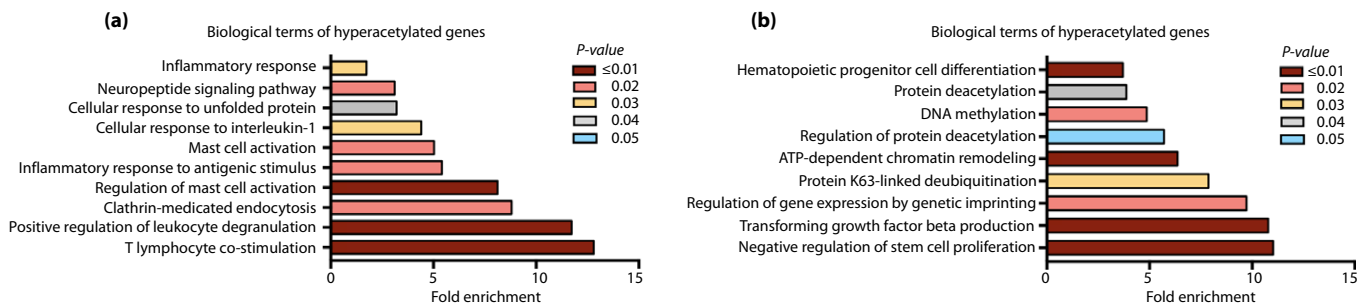 (a)
Biological terms of hyperacetylated genes
Inflammatory response
Neuropeptide signaling pathway
Cellular response to unfolded protein
Cellular response to interleukin-1
Mast cell activation
Inflammatory response to antigenic stimulus
Regulation of mast cell activation
Clathrin-medicated endocytosis
Positive regulation of leukocyte degranulation
T lymphocyte co-stimulation
0 5 10 15
Fold enrichment
P-value
≤0.01
0.02
0.03
0.04
0.05
(b)
Biological terms of hyperacetylated genes
Hematopoietic progenitor cell differentiation
Protein deacetylation
DNA methylation
Regulation of protein deacetylation
ATP-dependent chromatin remodeling
Protein K63-linked deubiquitination
Regulation of gene expression by genetic imprinting
Transforming growth factor beta production
Negative regulation of stem cell proliferation
0 5 10 15
Fold enrichment
P-value
≤0.01
0.02
0.03
0.04
0.05